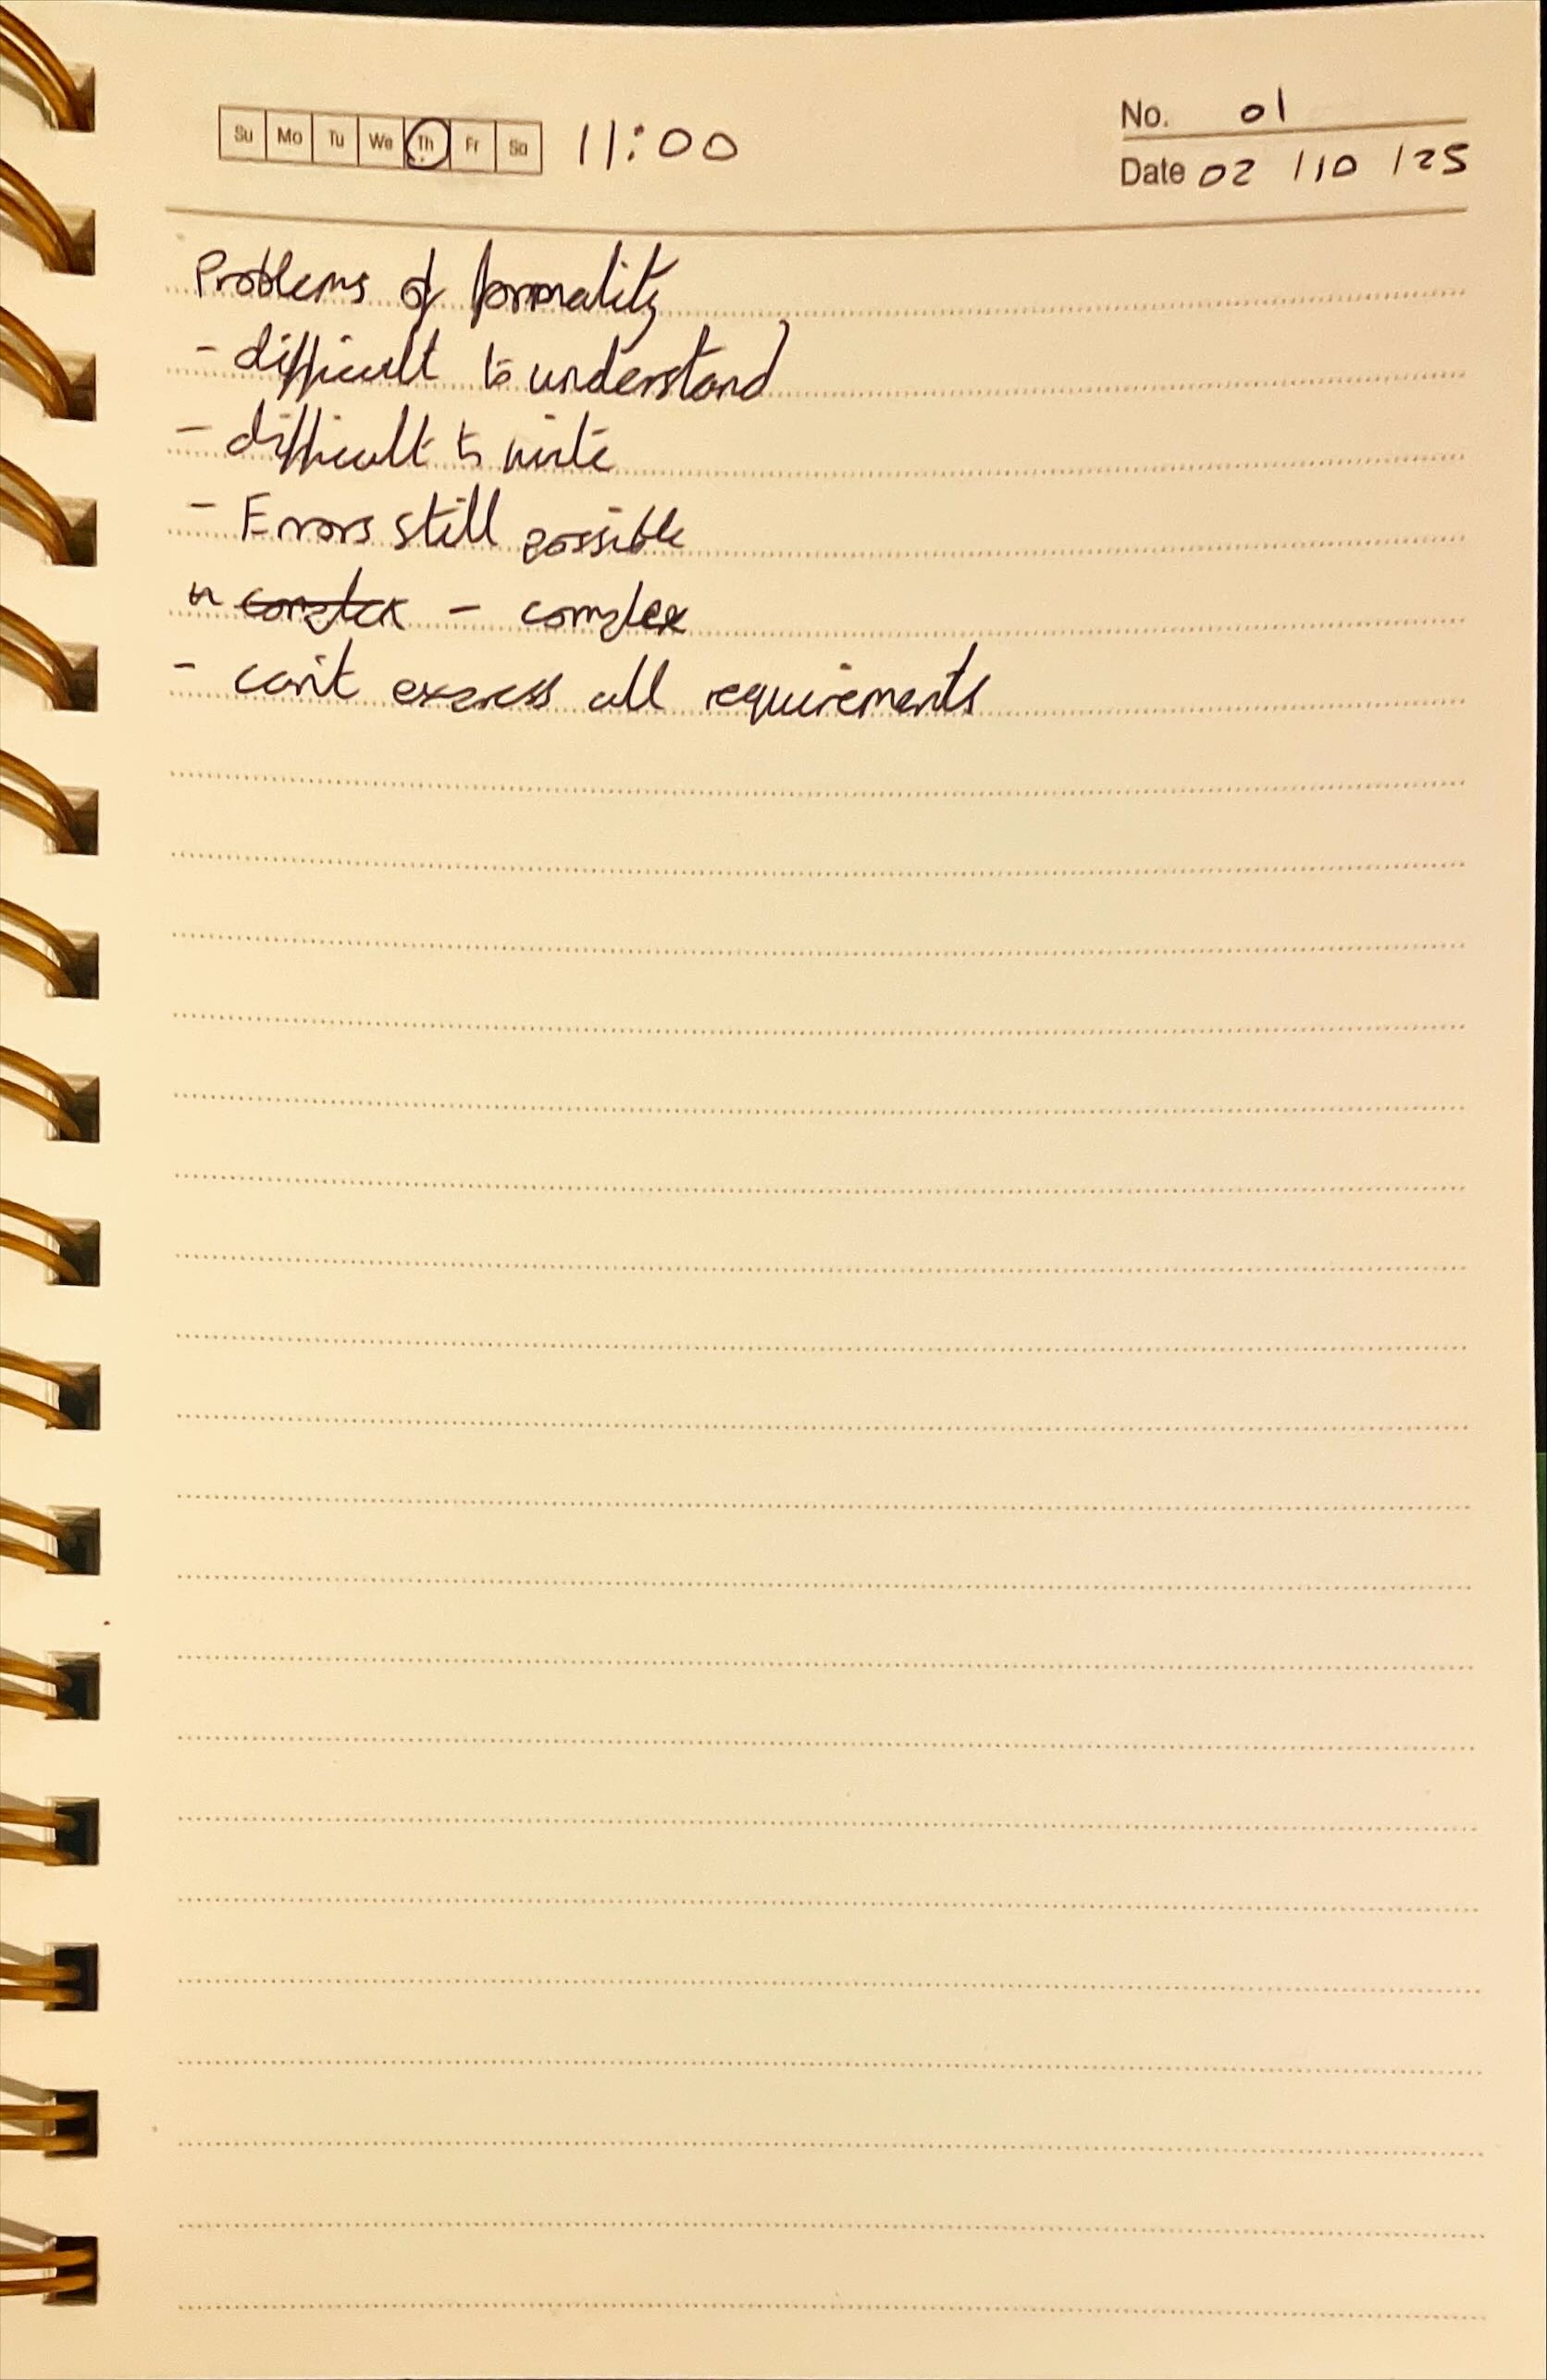 Su Mo Tu We Th Fr Sa 11:00
No. 01
Date 02 / 10 / 25
Problems of formality
- difficult to understand
- difficult to write
- Errors still possible
complex - complex
- can't express all requirements